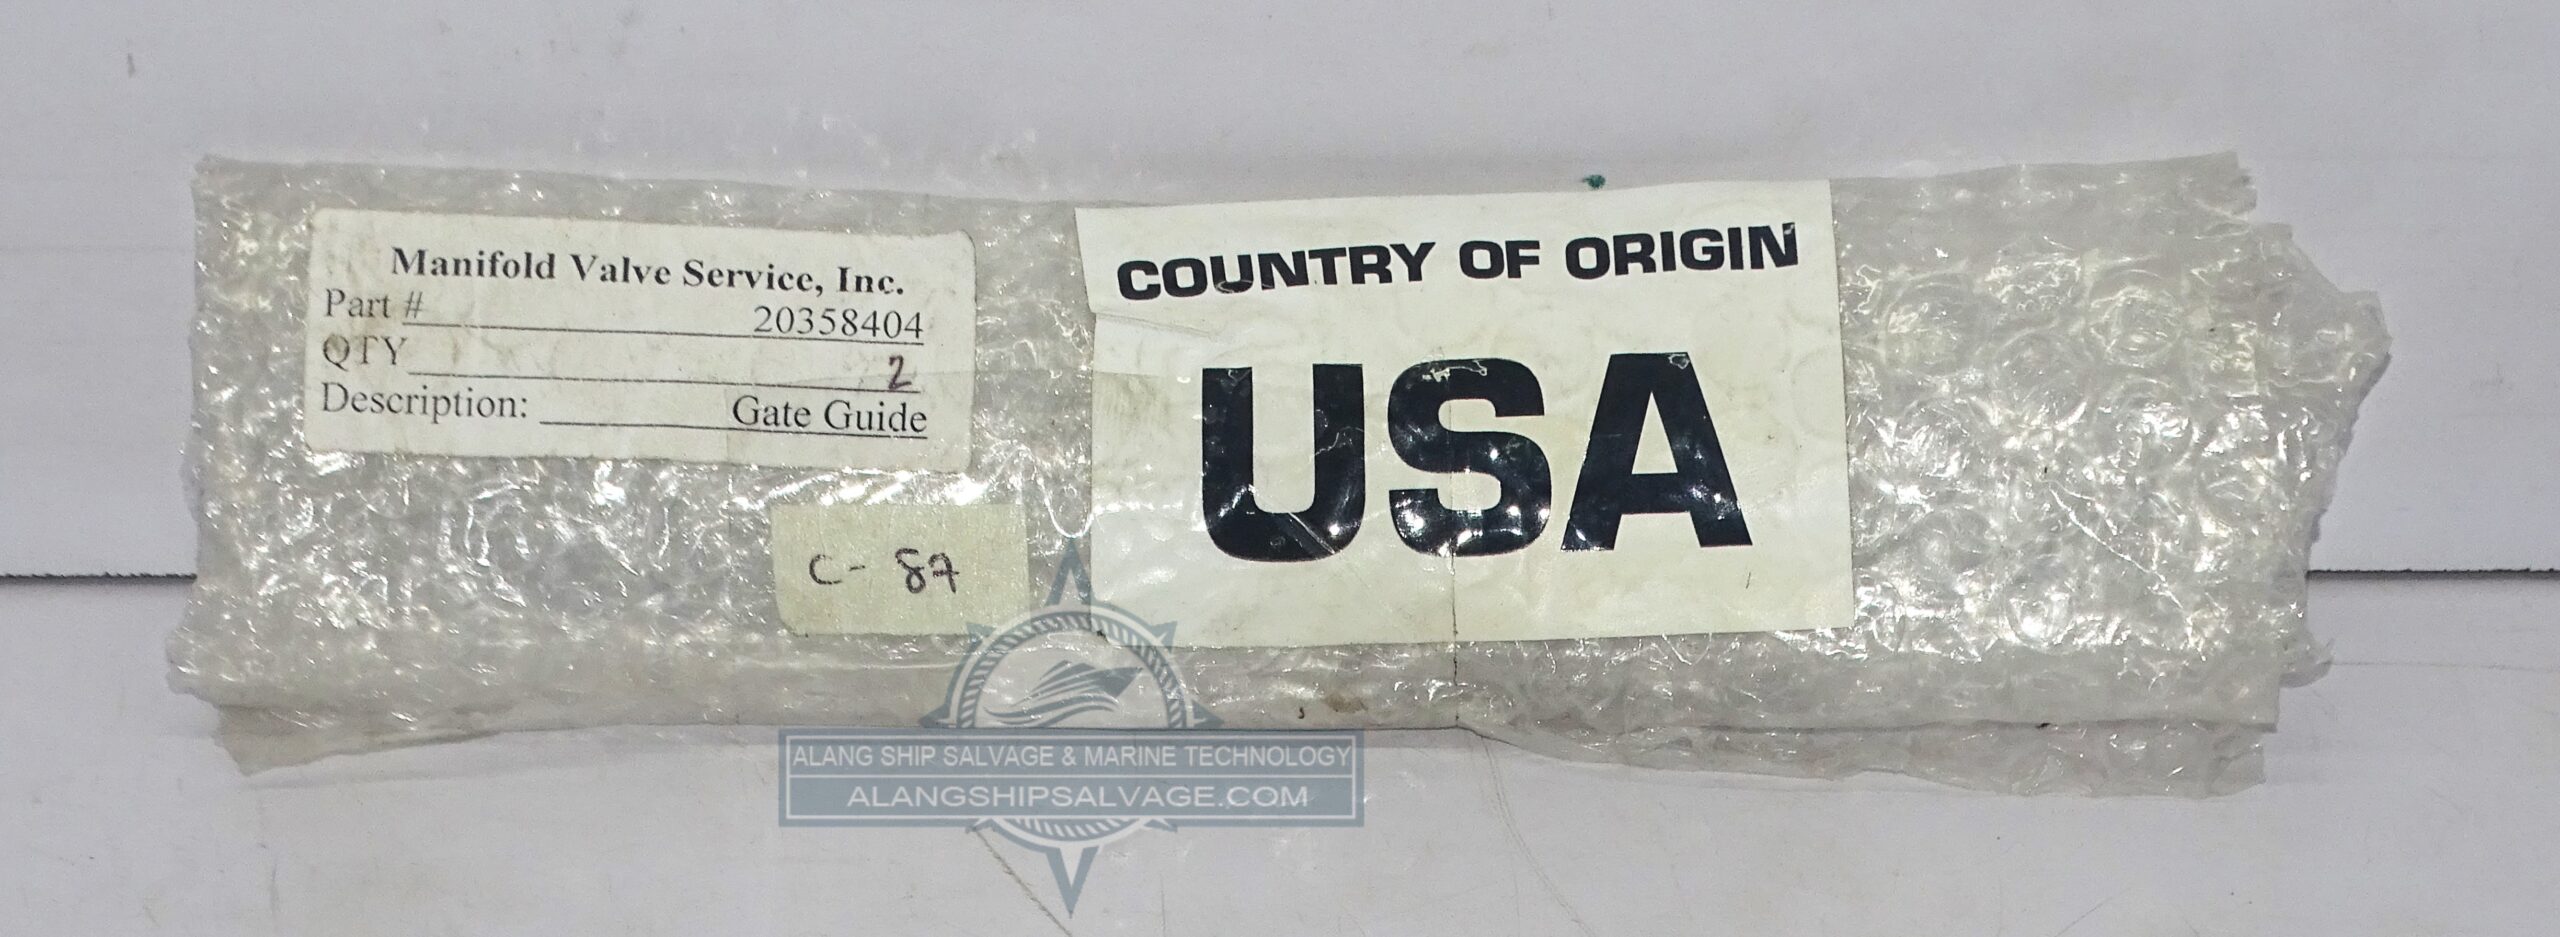 Manifold Valve Service, Inc.
Part # 20358404
QTY 2
Description: Gate Guide
C- 87
COUNTRY OF ORIGIN
USA
ALANG SHIP SALVAGE & MARINE TECHNOLOGY
ALANGSHIPSALVAGE.COM